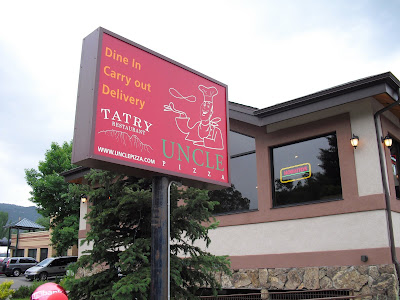 Dine In
Carry out
Delivery
TATRY
RESTAURANT
WWW.UNCLEPIZZA.COM
UNCLE
PIZZA